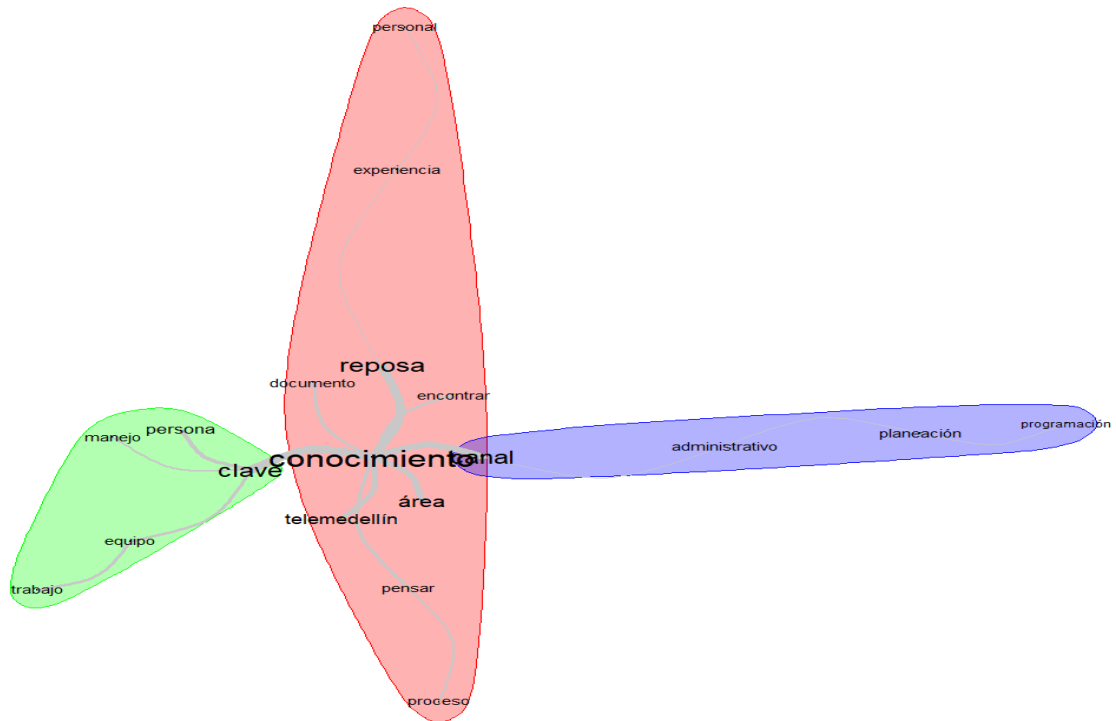 personal
experiencia
reposa
documento
encontrar
persona
manejo
conocimiento
canal
clave
administrativo
planeación
programación
área
telemedellín
equipo
trabajo
pensar
proceso